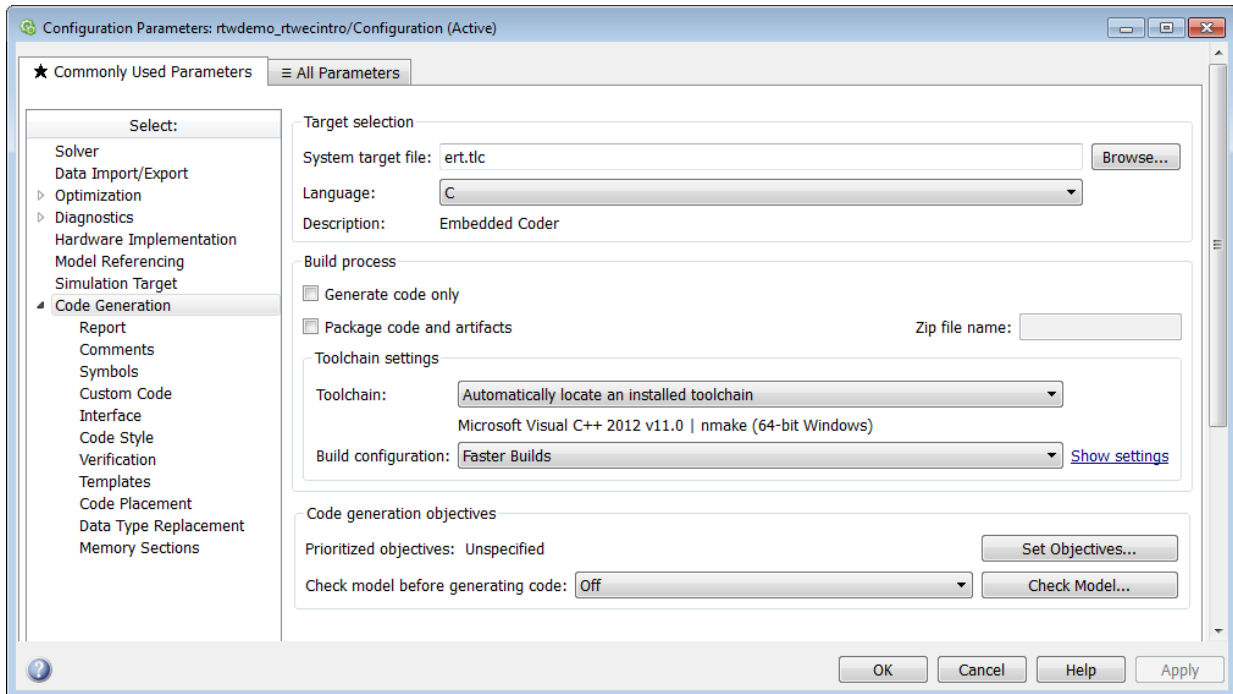 Configuration Parameters: rtwdemo_rtwecintro/Configuration (Active)
★ Commonly Used Parameters
≡ All Parameters
Select:
Solver
Data Import/Export
Optimization
Diagnostics
Hardware Implementation
Model Referencing
Simulation Target
Code Generation
Report
Comments
Symbols
Custom Code
Interface
Code Style
Verification
Templates
Code Placement
Data Type Replacement
Memory Sections
Target selection
System target file: ert.tlc Browse...
Language: C
Description: Embedded Coder
Build process
Generate code only
Package code and artifacts Zip file name:
Toolchain settings
Toolchain: Automatically locate an installed toolchain
Microsoft Visual C++ 2012 v11.0 | nmake (64-bit Windows)
Build configuration: Faster Builds Show settings
Code generation objectives
Prioritized objectives: Unspecified Set Objectives...
Check model before generating code: Off Check Model...
? OK Cancel Help Apply